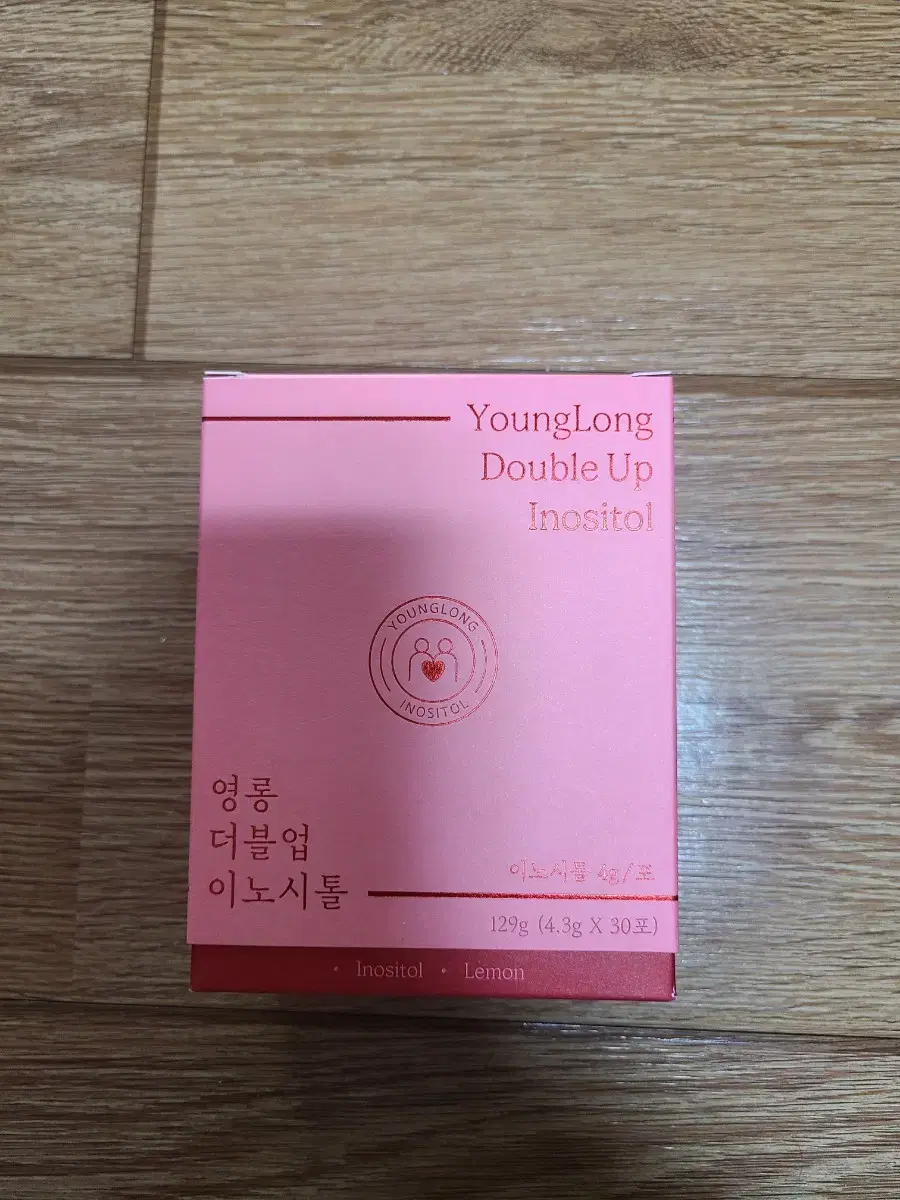 YoungLong
Double Up
Inositol
YOUNGLONG
INOSITOL
영롱
더블업
이노시톨
이노시톨 4g/포
129g (4.3g X 30포)
· Inositol · Lemon